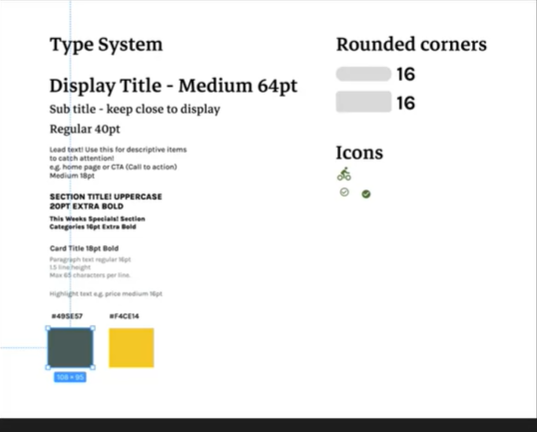 Type System
Display Title - Medium 64pt
Sub title - keep close to display
Regular 40pt
Lead text! Use this for descriptive items
to catch attention!
e.g. home page or CTA (Call to action)
Medium 18pt
SECTION TITLE! UPPERCASE
20PT EXTRA BOLD
This Weeks Specials! Section
Categories 16pt Extra Bold
Card Title 18pt Bold
Paragraph text regular 16pt
1.5 line height
Max 65 characters per line.
Highlight text e.g. price medium 16pt
#495E57
#F4CE14
108 × 95
Rounded corners
16
16
Icons